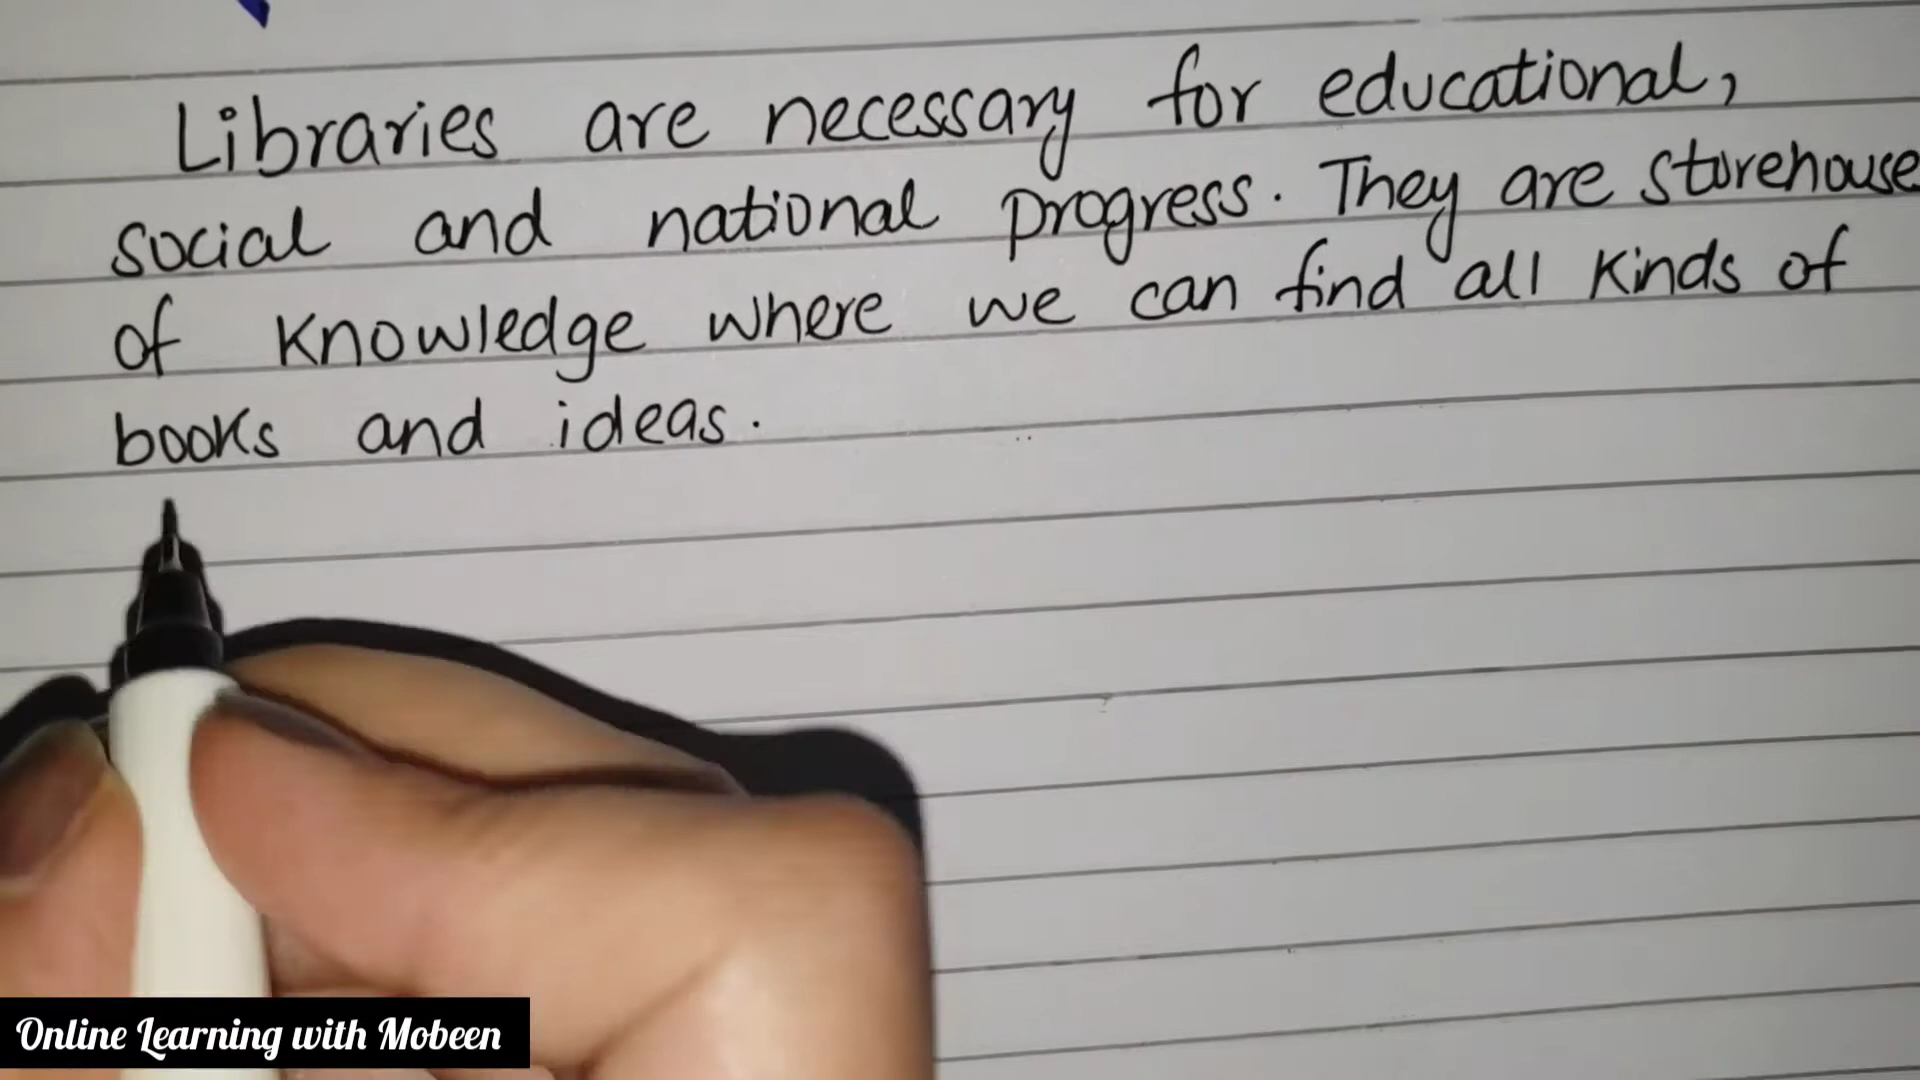 Libraries are necessary for educational,
social and national progress. They are storehouse
of knowledge where we can find all kinds of
books and ideas.
Online Learning with Mobeen